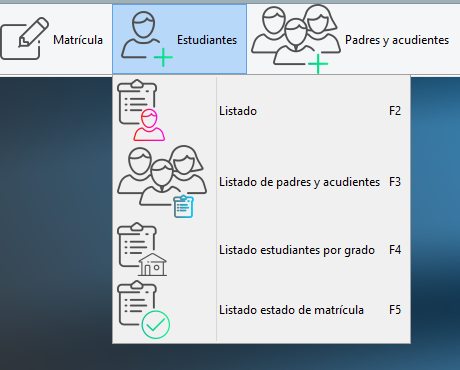 Matrícula
Estudiantes
Padres y acudientes
Listado F2
Listado de padres y acudientes F3
Listado estudiantes por grado F4
Listado estado de matrícula F5